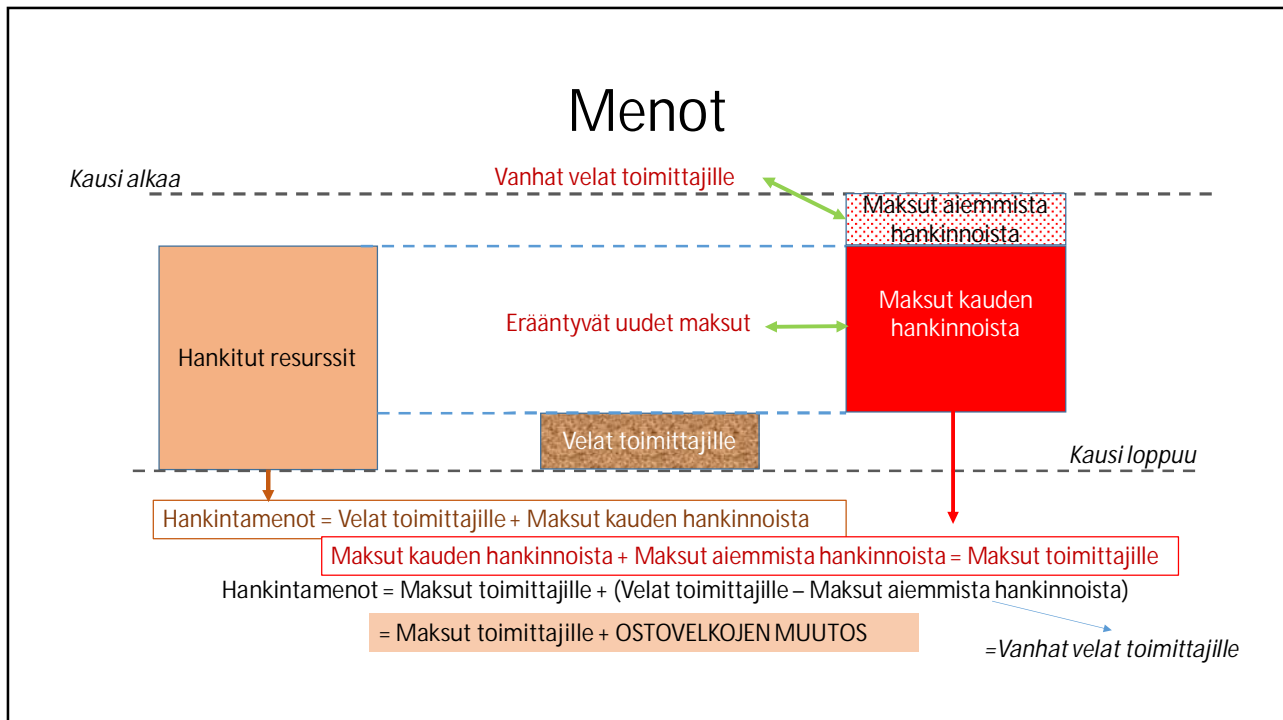 Menot
Kausi alkaa
Vanhat velat toimittajille
Maksut aiemmista
hankinnoista
Maksut kauden
hankinnoista
Erääntyvät uudet maksut
Hankitut resurssit
Velat toimittajille
Kausi loppuu
Hankintamenot = Velat toimittajille + Maksut kauden hankinnoista
Maksut kauden hankinnoista + Maksut aiemmista hankinnoista = Maksut toimittajille
Hankintamenot = Maksut toimittajille + (Velat toimittajille – Maksut aiemmista hankinnoista)
= Maksut toimittajille + OSTOVELKOJEN MUUTOS
=Vanhat velat toimittajille